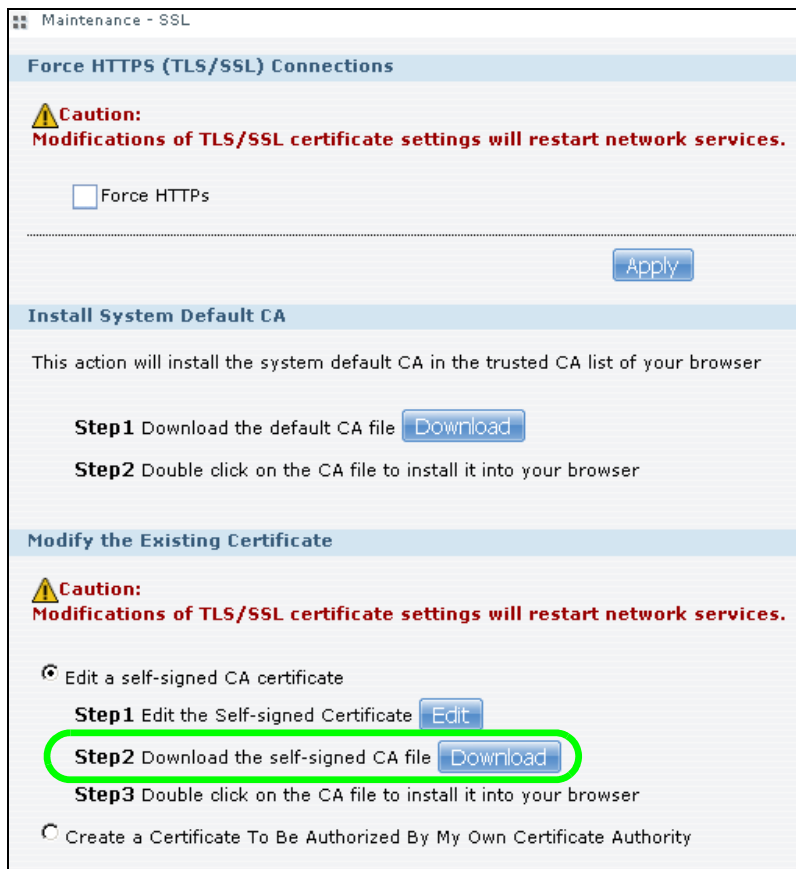 Maintenance - SSL
Force HTTPS (TLS/SSL) Connections
Caution:
Modifications of TLS/SSL certificate settings will restart network services.
Force HTTPs
Apply
Install System Default CA
This action will install the system default CA in the trusted CA list of your browser
Step1 Download the default CA file Download
Step2 Double click on the CA file to install it into your browser
Modify the Existing Certificate
Caution:
Modifications of TLS/SSL certificate settings will restart network services.
Edit a self-signed CA certificate
Step1 Edit the Self-signed Certificate Edit
Step2 Download the self-signed CA file Download
Step3 Double click on the CA file to install it into your browser
Create a Certificate To Be Authorized By My Own Certificate Authority